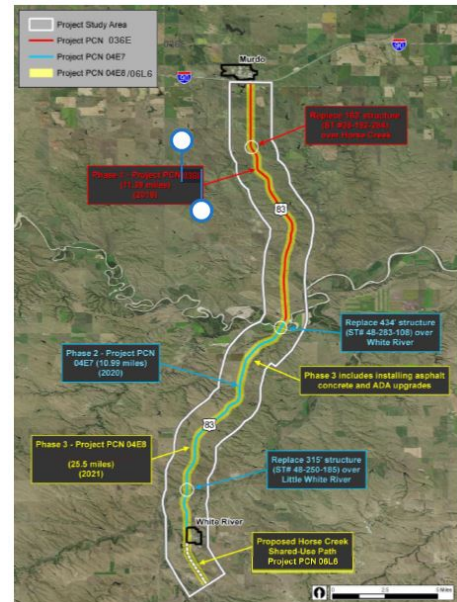 Project Study Area
Project PCN 036E
Project PCN 04E7
Project PCN 04E8/06L6
90
90
Murdo
Replace 180' structure
over Horse Creek
Phase 1 - Project PCN
(2019)
83
Replace 434' structure
(ST# 48-283-108) over
White River
Phase 2 - Project PCN
04E7 (10.99 miles)
(2020)
Phase 3 includes installing asphalt
concrete and ADA upgrades
83
Phase 3 - Project PCN 04E8
(25.5 miles)
(2021)
Replace 315' structure
(ST# 48-250-185) over
Little White River
White River
Proposed Horse Creek
Shared-Use Path
Project PCN 06L6